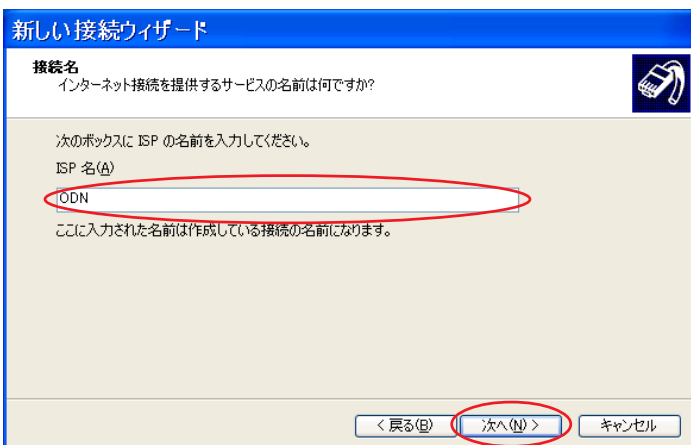 新しい接続ウィザード
接続名
インターネット接続を提供するサービスの名前は何ですか?
次のボックスに ISP の名前を入力してください。
ISP 名(A)
ODN
ここに入力された名前は作成している接続の名前になります。
< 戻る(B) 次へ(N) > キャンセル